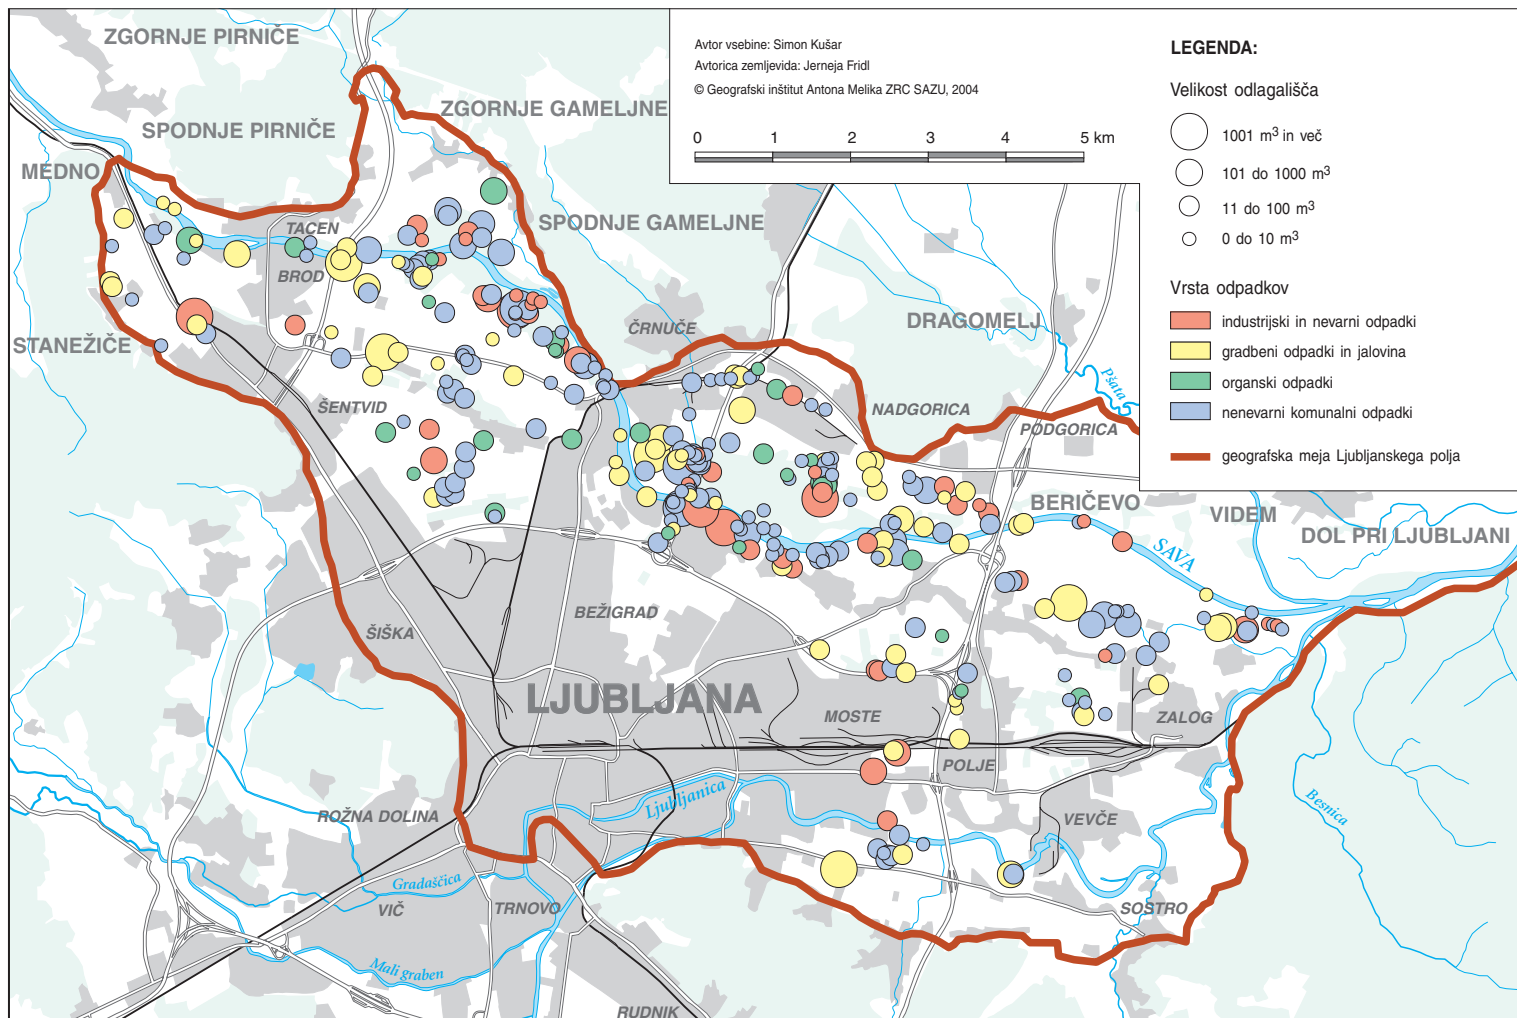 ZGORNJE PIRNIČE
ZGORNJE GAMELJNE
SPODNJE PIRNIČE
MEDNO
SPODNJE GAMELJNE
TACEN
BROD
STANEŽIČE
ČRNUČE
DRAGOMELJ
Pšata
ŠENTVID
NADGORICA
PODGORICA
BERIČEVO
VIDEM
DOL PRI LJUBLJANI
SAVA
BEŽIGRAD
ŠIŠKA
LJUBLJANA
MOSTE
ZALOG
POLJE
Ljubljanica
ROŽNA DOLINA
VEVČE
Besnica
Gradaščica
VIČ
TRNOVO
SOSTRO
Mali graben
RUDNIK
Avtor vsebine: Simon Kušar
Avtorica zemljevida: Jerneja Fridl
© Geografski inštitut Antona Melika ZRC SAZU, 2004
0 1 2 3 4 5 km
LEGENDA:
Velikost odlagališča
1001 m³ in več
101 do 1000 m³
11 do 100 m³
0 do 10 m³
Vrsta odpadkov
industrijski in nevarni odpadki
gradbeni odpadki in jalovina
organski odpadki
nenevarni komunalni odpadki
geografska meja Ljubljanskega polja